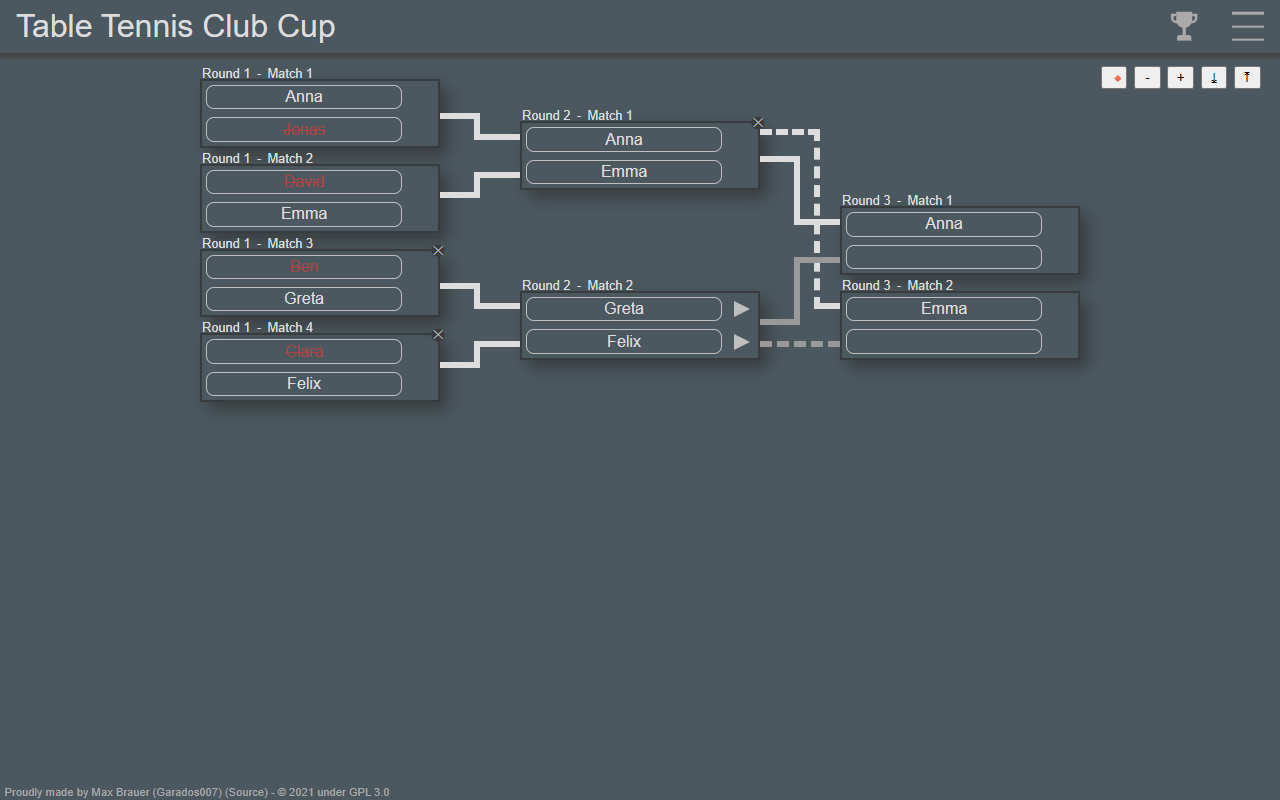 Table Tennis Club Cup
- +
Round 1 - Match 1
Anna
Jonas
Round 1 - Match 2
David
Emma
Round 1 - Match 3
Ben
Greta
Round 1 - Match 4
Clara
Felix
Round 2 - Match 1
Anna
Emma
Round 2 - Match 2
Greta
Felix
Round 3 - Match 1
Anna
Round 3 - Match 2
Emma
Proudly made by Max Brauer (Garados007) (Source) - © 2021 under GPL 3.0